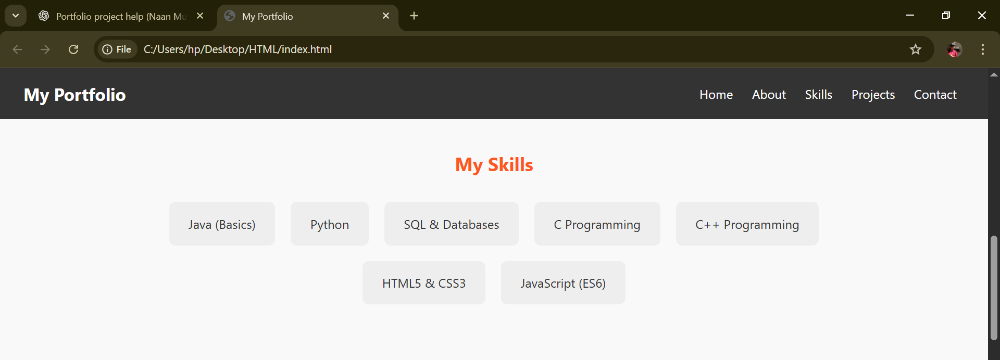 Portfolio project help (Naan Mu
My Portfolio
File C:/Users/hp/Desktop/HTML/index.html
My Portfolio
Home About Skills Projects Contact
My Skills
Java (Basics) Python SQL & Databases C Programming C++ Programming
HTML5 & CSS3 JavaScript (ES6)